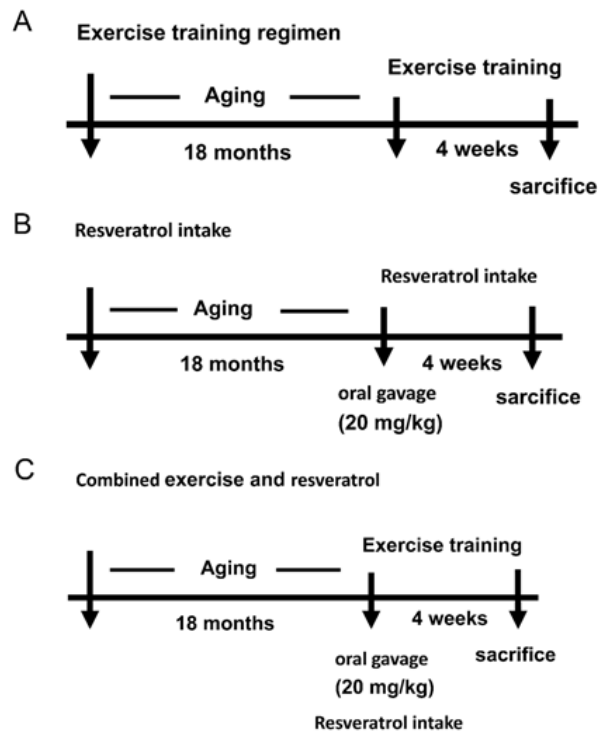 A
Exercise training regimen
Exercise training
Aging
18 months
4 weeks
sarcifice
B
Resveratrol intake
Resveratrol intake
Aging
18 months
4 weeks
oral gavage
(20 mg/kg)
sarcifice
C
Combined exercise and resveratrol
Exercise training
Aging
18 months
4 weeks
oral gavage
(20 mg/kg)
sacrifice
Resveratrol intake